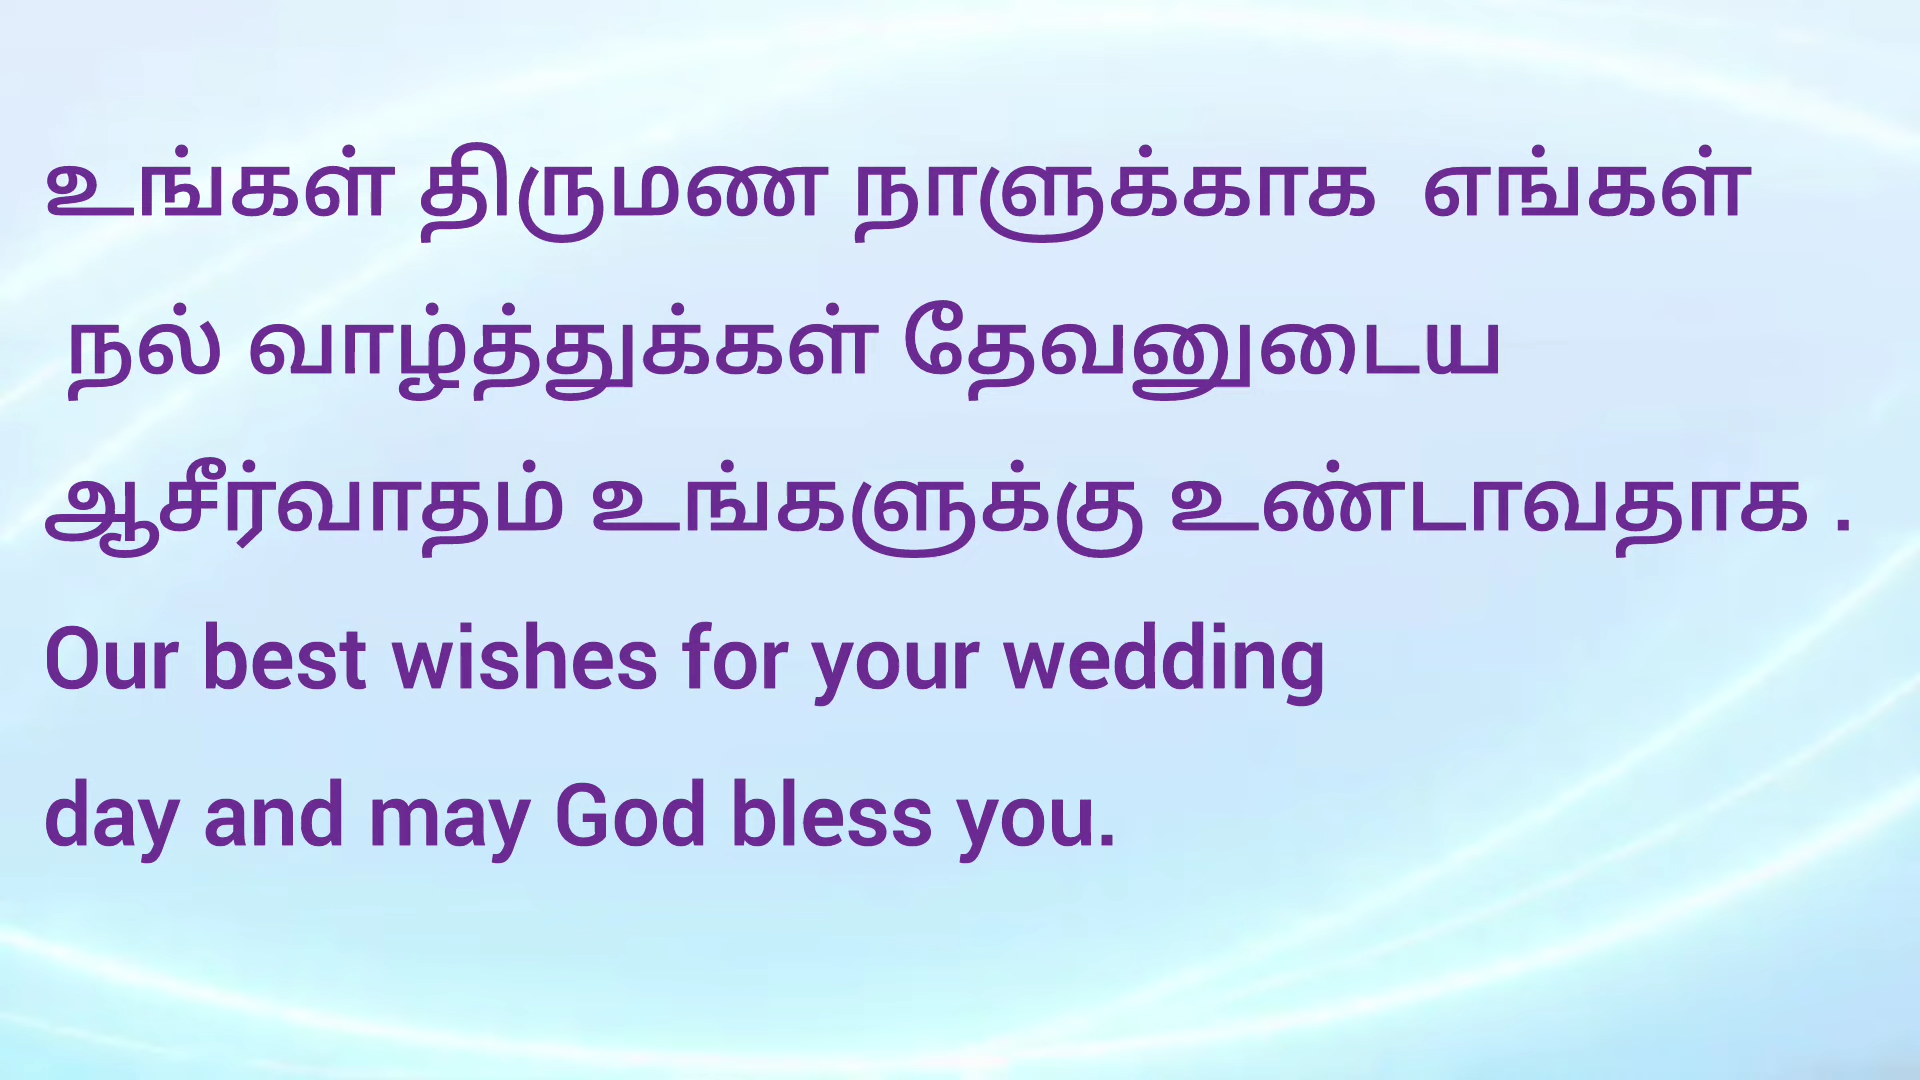 உங்கள் திருமண நாளுக்காக  எங்கள்
நல் வாழ்த்துக்கள் தேவனுடைய
ஆசீர்வாதம் உங்களுக்கு உண்டாவதாக .
Our best wishes for your wedding
day and may God bless you.